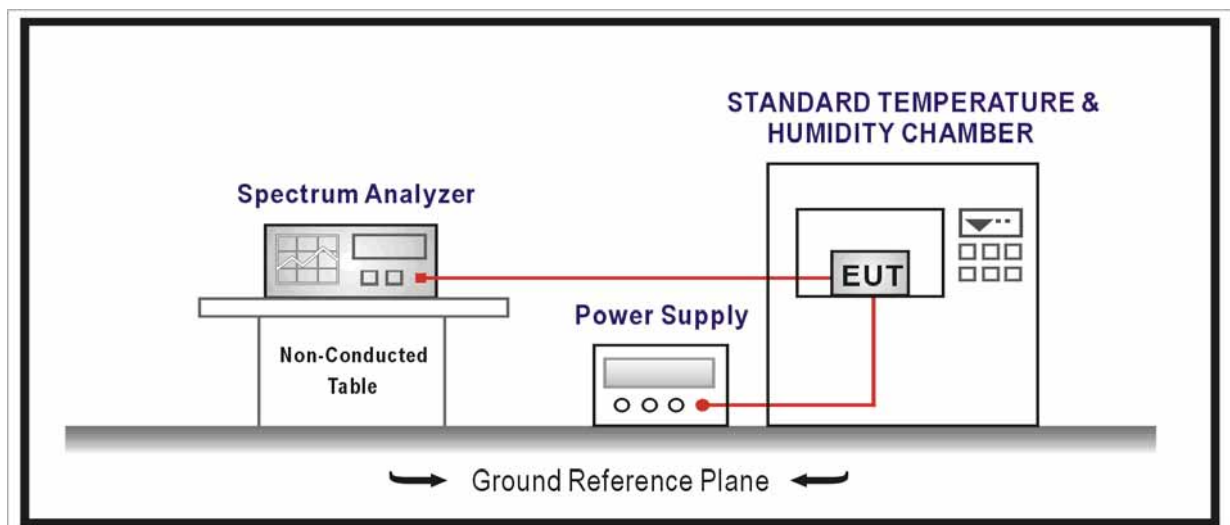 STANDARD TEMPERATURE &
HUMIDITY CHAMBER
Spectrum Analyzer
EUT
Power Supply
Non-Conducted
Table
Ground Reference Plane